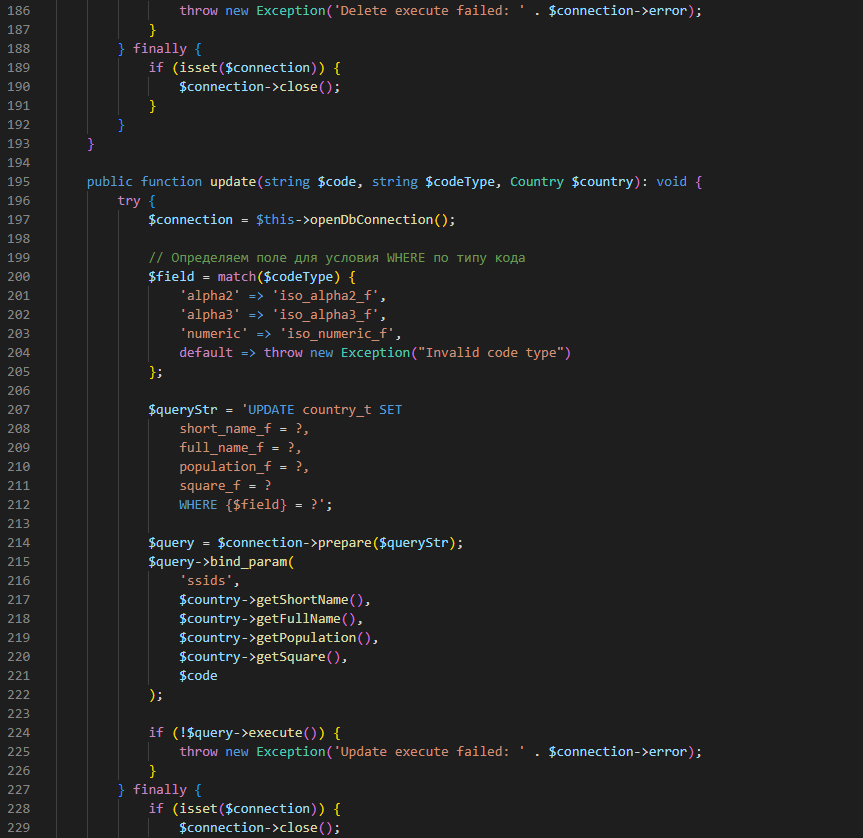 186                 throw new Exception('Delete execute failed: ' . $connection->error);
187             }
188         } finally {
189             if (isset($connection)) {
190                 $connection->close();
191             }
192         }
193     }
194
195     public function update(string $code, string $codeType, Country $country): void {
196         try {
197             $connection = $this->openDbConnection();
198
199             // Определяем поле для условия WHERE по типу кода
200             $field = match($codeType) {
201                 'alpha2' => 'iso_alpha2_f',
202                 'alpha3' => 'iso_alpha3_f',
203                 'numeric' => 'iso_numeric_f',
204                 default => throw new Exception("Invalid code type")
205             };
206
207             $queryStr = 'UPDATE country_t SET
208                 short_name_f = ?,
209                 full_name_f = ?,
210                 population_f = ?,
211                 square_f = ?
212                 WHERE {$field} = ?';
213
214             $query = $connection->prepare($queryStr);
215             $query->bind_param(
216                 'ssids',
217                 $country->getShortName(),
218                 $country->getFullName(),
219                 $country->getPopulation(),
220                 $country->getSquare(),
221                 $code
222             );
223
224             if (!$query->execute()) {
225                 throw new Exception('Update execute failed: ' . $connection->error);
226             }
227         } finally {
228             if (isset($connection)) {
229                 $connection->close();